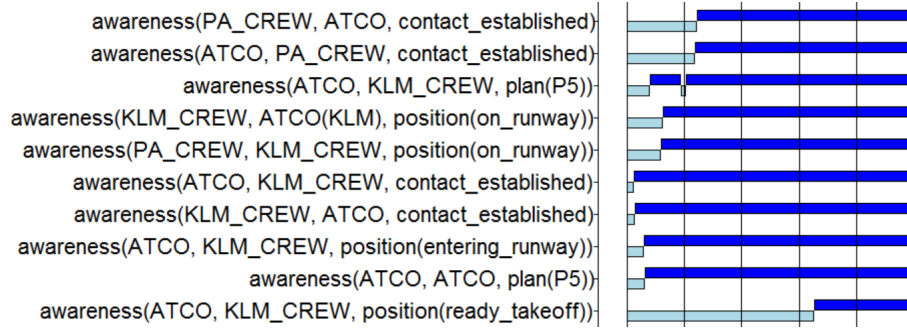 awareness(PA_CREW, ATCO, contact_established)
awareness(ATCO, PA_CREW, contact_established)
awareness(ATCO, KLM_CREW, plan(P5))
awareness(KLM_CREW, ATCO(KLM), position(on_runway))
awareness(PA_CREW, KLM_CREW, position(on_runway))
awareness(ATCO, KLM_CREW, contact_established)
awareness(KLM_CREW, ATCO, contact_established)
awareness(ATCO, KLM_CREW, position(entering_runway))
awareness(ATCO, ATCO, plan(P5))
awareness(ATCO, KLM_CREW, position(ready_takeoff))